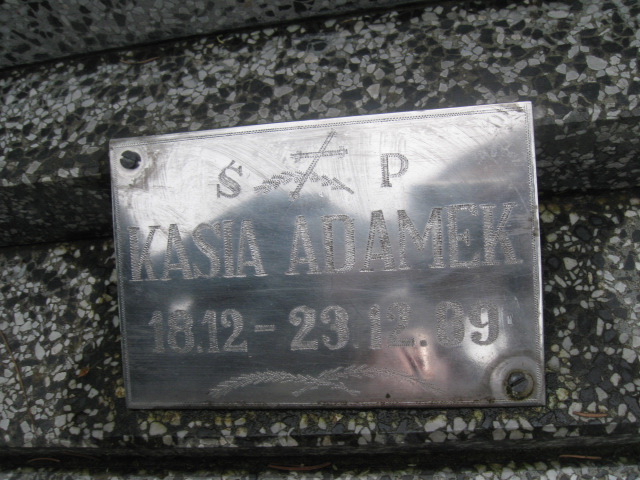 Ś P
KASIA ADAMEK
18.12-23.12.89